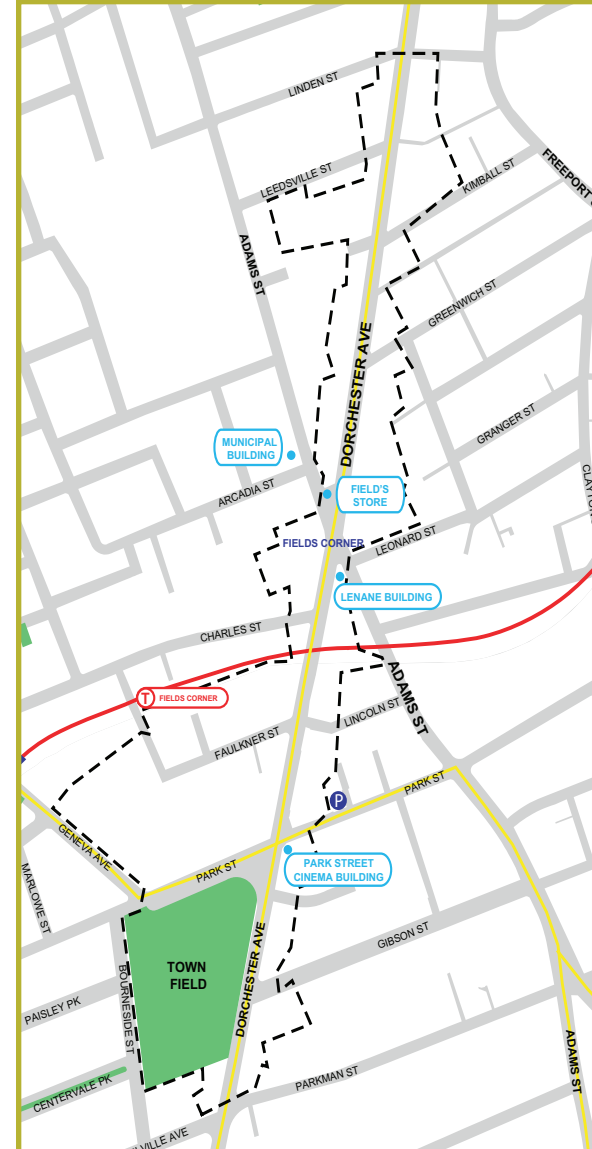 LINDEN ST
LEEDSVILLE ST
KIMBALL ST
FREEPORT
ADAMS ST
GREENWICH ST
DORCHESTER AVE
GRANGER ST
MUNICIPAL
BUILDING
ARCADIA ST
FIELD'S
STORE
CLAYTON
FIELDS CORNER
LEONARD ST
LENANE BUILDING
CHARLES ST
ADAMS ST
T FIELDS CORNER
LINCOLN ST
FAULKNER ST
PARK ST
P
GENEVA AVE
PARK STREET
CINEMA BUILDING
PARK ST
MARLOWE ST
GIBSON ST
TOWN
FIELD
DORCHESTER AVE
BOURNESIDE ST
PAISLEY PK
ADAMS ST
PARKMAN ST
CENTERVALE PK
LVILLE AVE